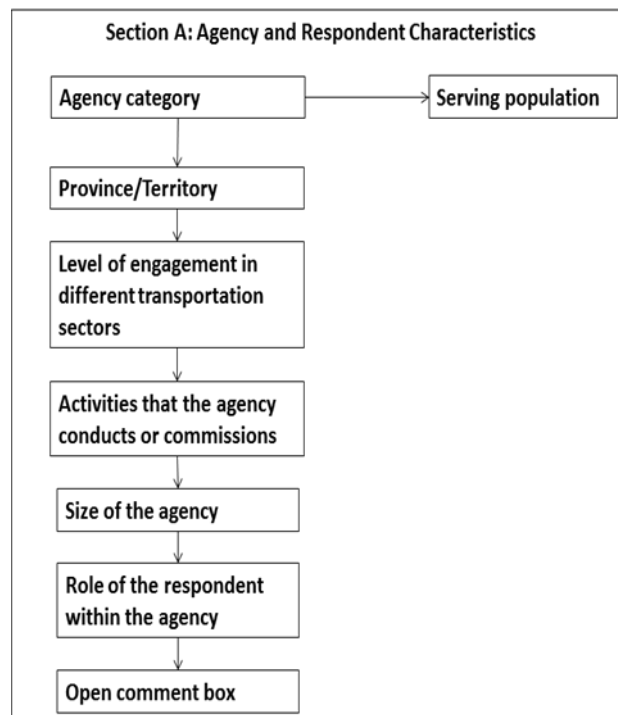 Section A: Agency and Respondent Characteristics
Agency category
Serving population
Province/Territory
Level of engagement in
different transportation
sectors
Activities that the agency
conducts or commissions
Size of the agency
Role of the respondent
within the agency
Open comment box